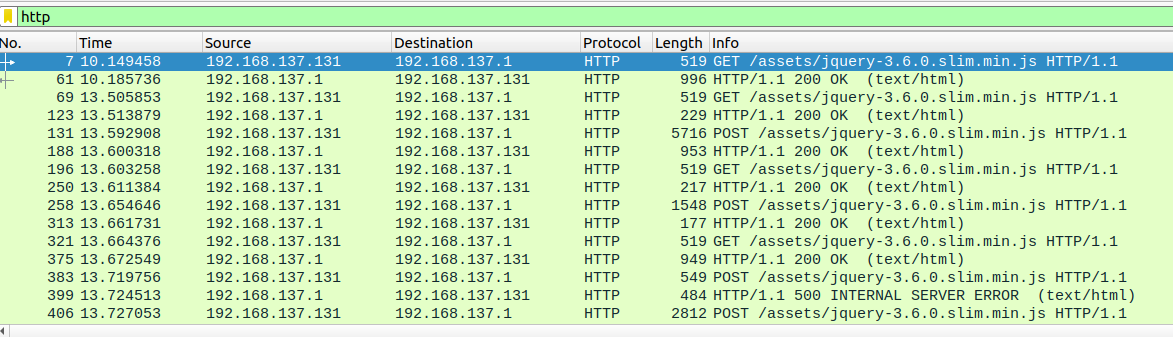 http
No. Time Source Destination Protocol Length Info
7 10.149458 192.168.137.131 192.168.137.1 HTTP 519 GET /assets/jquery-3.6.0.slim.min.js HTTP/1.1
61 10.185736 192.168.137.1 192.168.137.131 HTTP 996 HTTP/1.1 200 OK (text/html)
69 13.505853 192.168.137.131 192.168.137.1 HTTP 519 GET /assets/jquery-3.6.0.slim.min.js HTTP/1.1
123 13.513879 192.168.137.1 192.168.137.131 HTTP 229 HTTP/1.1 200 OK (text/html)
131 13.592908 192.168.137.131 192.168.137.1 HTTP 5716 POST /assets/jquery-3.6.0.slim.min.js HTTP/1.1
188 13.600318 192.168.137.1 192.168.137.131 HTTP 953 HTTP/1.1 200 OK (text/html)
196 13.603258 192.168.137.131 192.168.137.1 HTTP 519 GET /assets/jquery-3.6.0.slim.min.js HTTP/1.1
250 13.611384 192.168.137.1 192.168.137.131 HTTP 217 HTTP/1.1 200 OK (text/html)
258 13.654646 192.168.137.131 192.168.137.1 HTTP 1548 POST /assets/jquery-3.6.0.slim.min.js HTTP/1.1
313 13.661731 192.168.137.1 192.168.137.131 HTTP 177 HTTP/1.1 200 OK (text/html)
321 13.664376 192.168.137.131 192.168.137.1 HTTP 519 GET /assets/jquery-3.6.0.slim.min.js HTTP/1.1
375 13.672549 192.168.137.1 192.168.137.131 HTTP 949 HTTP/1.1 200 OK (text/html)
383 13.719756 192.168.137.131 192.168.137.1 HTTP 549 POST /assets/jquery-3.6.0.slim.min.js HTTP/1.1
399 13.724513 192.168.137.1 192.168.137.131 HTTP 484 HTTP/1.1 500 INTERNAL SERVER ERROR (text/html)
406 13.727053 192.168.137.131 192.168.137.1 HTTP 2812 POST /assets/jquery-3.6.0.slim.min.js HTTP/1.1